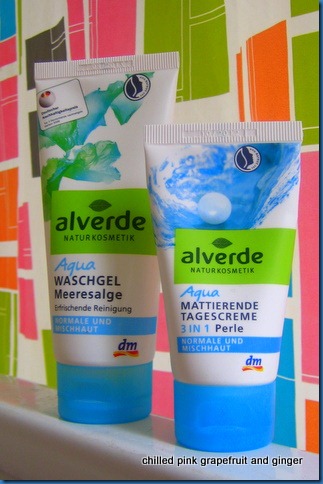 alverde
NATURKOSMETIK
Aqua
WASCHGEL
Meeresalge
Erfrischende Reinigung
NORMALE UND
MISCHHAUT
dm
alverde
NATURKOSMETIK
Aqua
MATTIERENDE
TAGESCREME
3 IN 1 Perle
NORMALE UND
MISCHHAUT
dm
chilled pink grapefruit and ginger